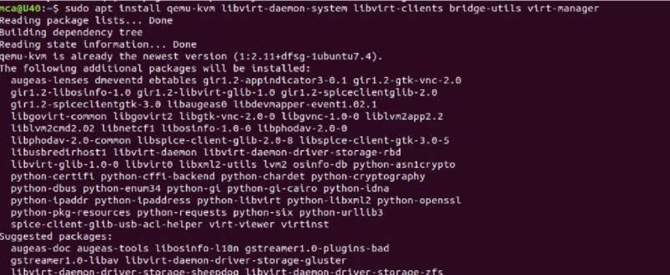 mca@U40:~$ sudo apt install qemu-kvm libvirt-daemon-system libvirt-clients bridge-utils virt-manager
Reading package lists... Done
Building dependency tree
Reading state information... Done
qemu-kvm is already the newest version (1:2.11+dfsg-1ubuntu7.4).
The following additional packages will be installed:
augeas-lenses dmeventd ebtables gir1.2-appindicator3-0.1 gir1.2-gtk-vnc-2.0
gir1.2-libosinfo-1.0 gir1.2-libvirt-glib-1.0 gir1.2-spiceclientglib-2.0
gir1.2-spiceclientgtk-3.0 libaugeas0 libdevmapper-event1.02.1
libgovirt-common libgovirt2 libgtk-vnc-2.0-0 libgvnc-1.0-0 liblvm2app2.2
liblvm2cmd2.02 libnetcf1 libosinfo-1.0-0 libphodav-2.0-0
libphodav-2.0-common libspice-client-glib-2.0-8 libspice-client-gtk-3.0-5
libusbredirhost1 libvirt-daemon libvirt-daemon-driver-storage-rbd
libvirt-glib-1.0-0 libvirt0 libxml2-utils lvm2 osinfo-db python-asn1crypto
python-certifi python-cffi-backend python-chardet python-cryptography
python-dbus python-enum34 python-gi python-gi-cairo python-idna
python-ipaddr python-ipaddress python-libvirt python-libxml2 python-openssl
python-pkg-resources python-requests python-six python-urllib3
spice-client-glib-usb-acl-helper virt-viewer virtinst
Suggested packages:
augeas-doc augeas-tools libosinfo-l10n gstreamer1.0-plugins-bad
gstreamer1.0-libav libvirt-daemon-driver-storage-gluster
libvirt-daemon-driver-storage-sheepdog libvirt-daemon-driver-storage-zfs